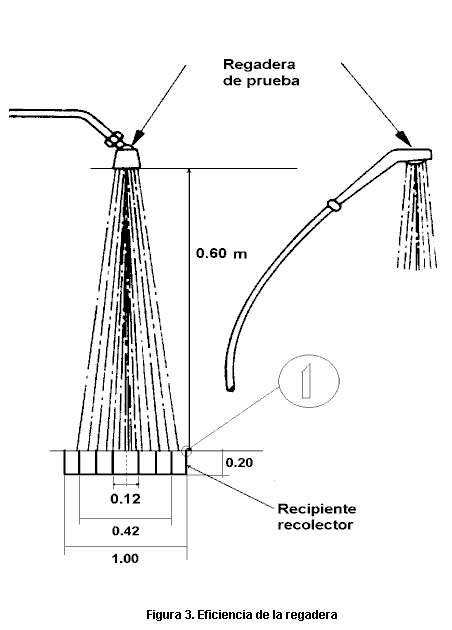 Regadera
de prueba
0.60 m
0.20
0.12
0.42
1.00
Recipiente
recolector
Figura 3. Eficiencia de la regadera